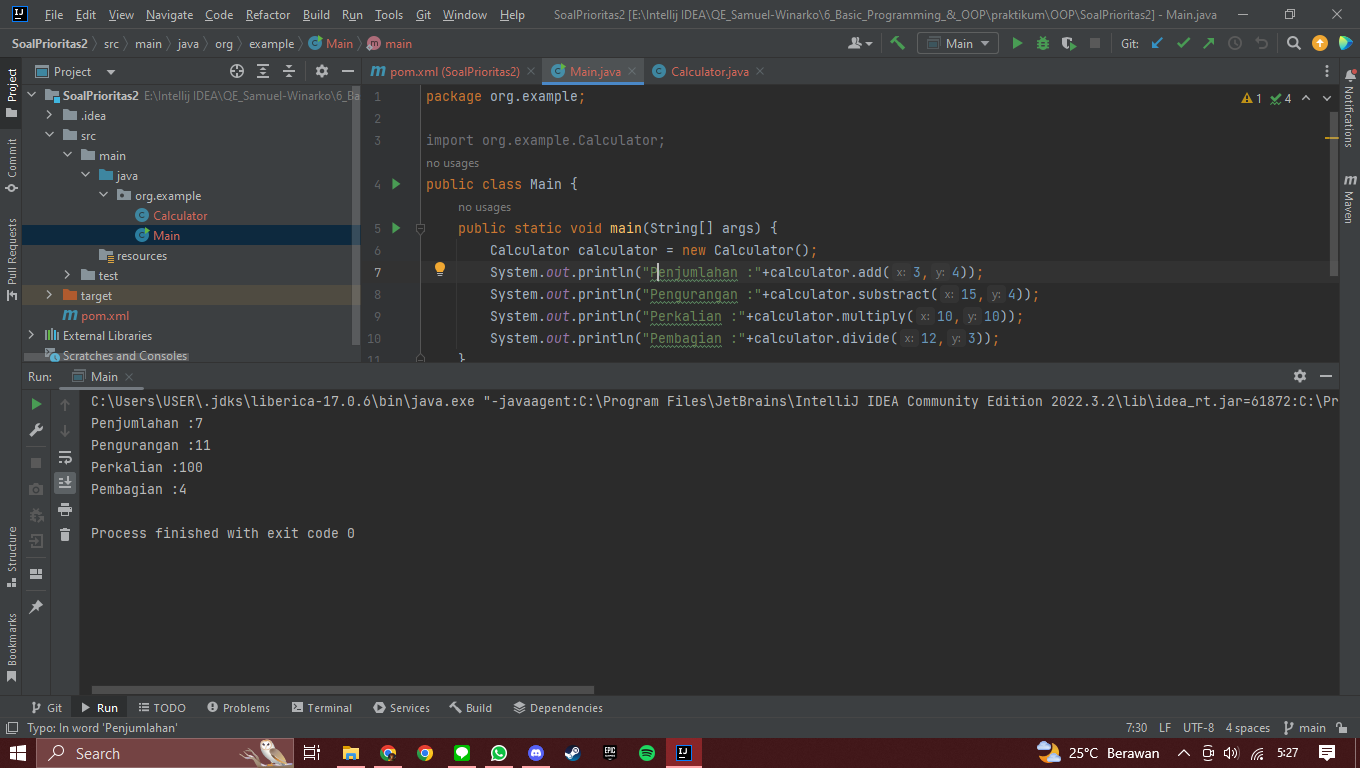 File Edit View Navigate Code Refactor Build Run Tools Git Window Help SoalPrioritas2 [E:\Intellij IDEA\QE_Samuel-Winarko\6_Basic_Programming_&_OOP\praktikum\OOP\SoalPrioritas2] - Main.java
SoalPrioritas2 src main java org example Main main Main Git:
Project
pom.xml (SoalPrioritas2) Main.java Calculator.java
SoalPrioritas2 E:\Intellij IDEA\QE_Samuel-Winarko\6_Ba
.idea
src
main
java
org.example
Calculator
Main
resources
test
target
pom.xml
External Libraries
Scratches and Consoles
Project
Commit
Pull Requests
Structure
Bookmarks
Notifications
Maven
1 4
1 package org.example;
2
3 import org.example.Calculator;
no usages
4 public class Main {
no usages
5 public static void main(String[] args) {
6 Calculator calculator = new Calculator();
7 System.out.println("Penjumlahan :"+calculator.add( x: 3, y: 4));
8 System.out.println("Pengurangan :"+calculator.substract( x: 15, y: 4));
9 System.out.println("Perkalian :"+calculator.multiply( x: 10, y: 10));
10 System.out.println("Pembagian :"+calculator.divide( x: 12, y: 3));
11 }
Run: Main
C:\Users\USER\.jdks\liberica-17.0.6\bin\java.exe "-javaagent:C:\Program Files\JetBrains\IntelliJ IDEA Community Edition 2022.3.2\lib\idea_rt.jar=61872:C:\Pr
Penjumlahan :7
Pengurangan :11
Perkalian :100
Pembagian :4
Process finished with exit code 0
Git Run TODO Problems Terminal Services Build Dependencies
Typo: In word 'Penjumlahan' 7:30 LF UTF-8 4 spaces main
Search 25°C Berawan 5:27